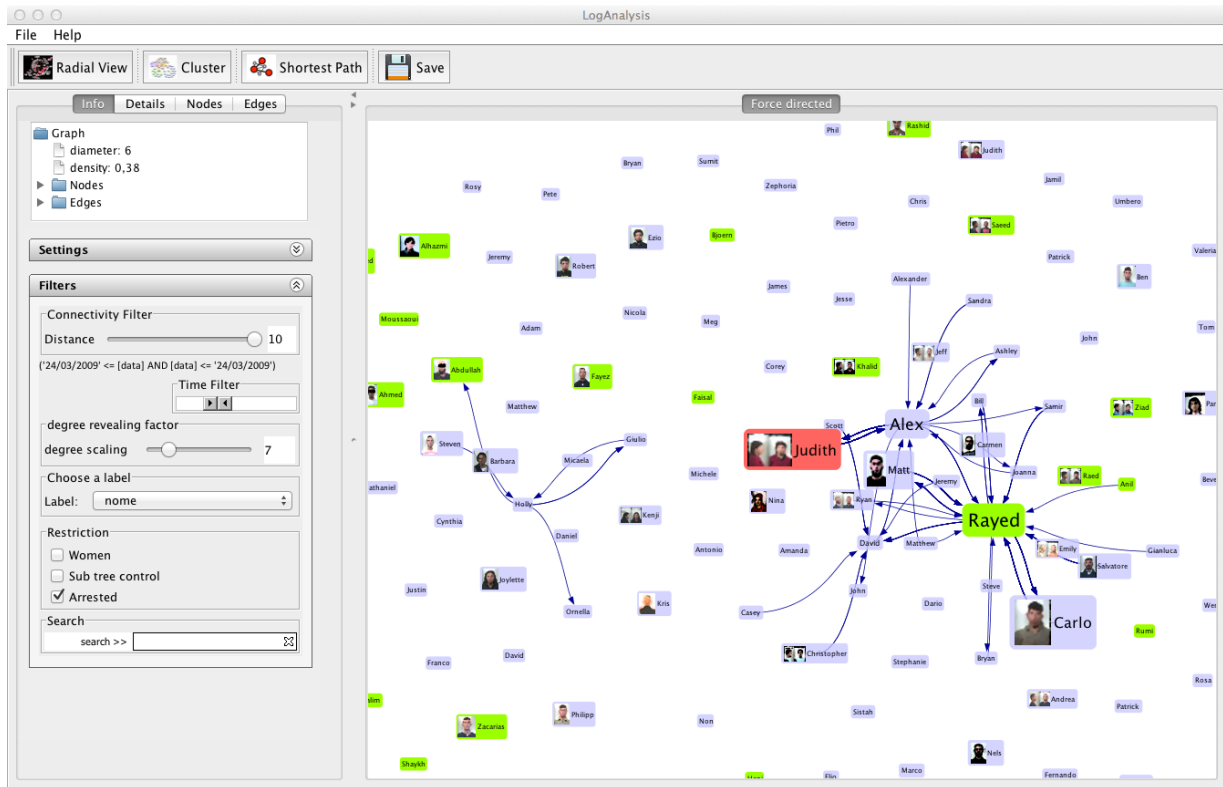 LogAnalysis
File Help
Radial View Cluster Shortest Path Save
Info Details Nodes Edges
Graph
diameter: 6
density: 0,38
Nodes
Edges
Settings
Filters
Connectivity Filter
Distance 10
('24/03/2009' <= [data] AND [data] <= '24/03/2009')
Time Filter
degree revealing factor
degree scaling 7
Choose a label
Label: nome
Restriction
Women
Sub tree control
Arrested
Search
search >>
Force directed
Phil Rashid
Judith
Bryan Sumit
Rosy Pete Zephoria Jamil
Chris Umbero
Pietro Saeed
Ezio Bjoern
Alhazmi
Jeremy Robert Patrick Valeria
Alexander Ben
James
Jesse Sandra
Moussaoui Nicola Meg
Adam Tom
John
Jeff Ashley
Abdullah Fayez Corey Khalid
Ahmed
Faisal
Matthew Bill Samir Ziad Par
Scott Alex
Steven Giulio
Judith Carmen
Barbara Micaela
Matt Joanna
Michele Jeremy Raed Anil Beve
athaniel
Holly Nina Ryan
Cynthia Kenji Rayed
Daniel
David Matthew
Antonio Amanda Emily Gianluca
Salvatore
Joylette Steve
Justin John
Kris Dario Wer
Ornella Casey
Carlo
Rumi
Christopher
David Bryan
Franco Stephanie
Rosa
alim Andrea
Patrick
Philipp Sistah
Zacarias Non
Nels
Shaykh
Marco
Elio Fernando